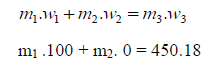 m₁.w₁ + m₂.w₂ = m₃.w₃
m₁ .100 + m₂. 0 = 450.18